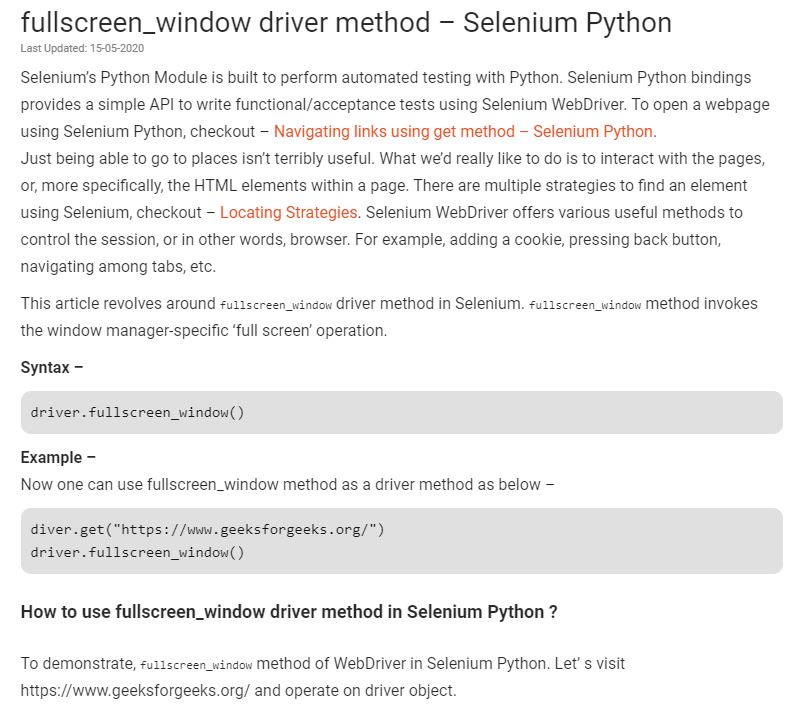 fullscreen_window driver method – Selenium Python
Last Updated: 15-05-2020
Selenium’s Python Module is built to perform automated testing with Python. Selenium Python bindings
provides a simple API to write functional/acceptance tests using Selenium WebDriver. To open a webpage
using Selenium Python, checkout – Navigating links using get method – Selenium Python.
Just being able to go to places isn’t terribly useful. What we’d really like to do is to interact with the pages,
or, more specifically, the HTML elements within a page. There are multiple strategies to find an element
using Selenium, checkout – Locating Strategies. Selenium WebDriver offers various useful methods to
control the session, or in other words, browser. For example, adding a cookie, pressing back button,
navigating among tabs, etc.
This article revolves around fullscreen_window driver method in Selenium. fullscreen_window method invokes
the window manager-specific ‘full screen’ operation.
Syntax –
driver.fullscreen_window()
Example –
Now one can use fullscreen_window method as a driver method as below –
diver.get("https://www.geeksforgeeks.org/")
driver.fullscreen_window()
How to use fullscreen_window driver method in Selenium Python ?
To demonstrate, fullscreen_window method of WebDriver in Selenium Python. Let’ s visit
https://www.geeksforgeeks.org/ and operate on driver object.